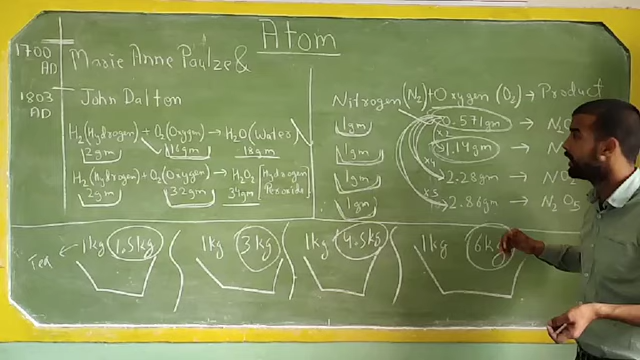 Atom
1700 AD
Marie Anne Paulze &
1803 AD
John Dalton
H2 (Hydrogen) + O2 (Oxygen) → H2O (Water)
2gm 16gm 18gm
H2 (Hydrogen) + O2 (Oxygen) → H2O2 [Hydrogen Peroxide]
2gm 32gm 34gm
Nitrogen (N2) + Oxygen (O2) → Product
1gm 0.571gm → N2O
x2
1gm 1.14gm → N
x4
1gm 2.28gm → NO2
x5
1gm 2.86gm → N2O5
Tea ← 1kg 1.5kg
1kg 3kg
1kg 4.5kg
1kg 6kg